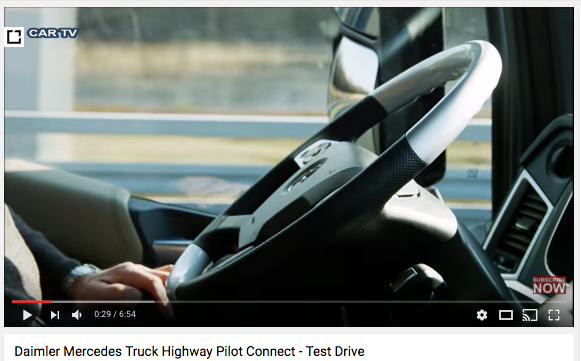 CAR TV
SUBSCRIBE
NOW
0:29 / 6:54
Daimler Mercedes Truck Highway Pilot Connect - Test Drive